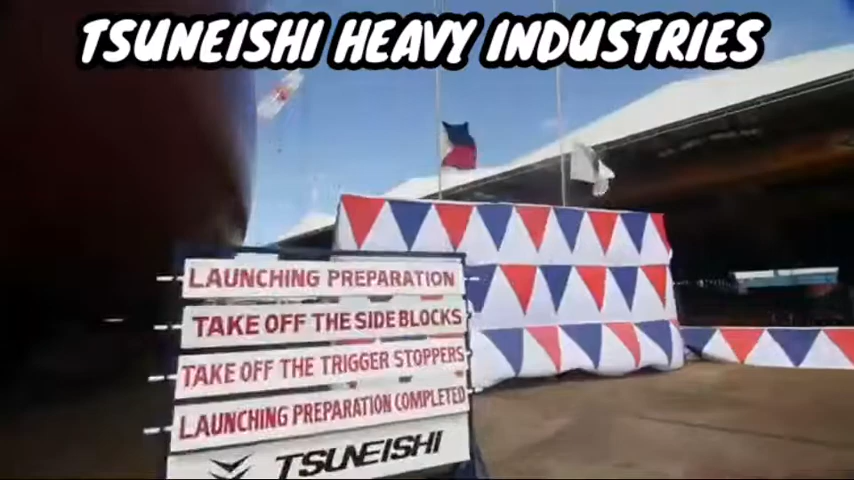 TSUNEISHI HEAVY INDUSTRIES
LAUNCHING PREPARATION
TAKE OFF THE SIDE BLOCKS
TAKE OFF THE TRIGGER STOPPERS
LAUNCHING PREPARATION COMPLETED
TSUNEISHI